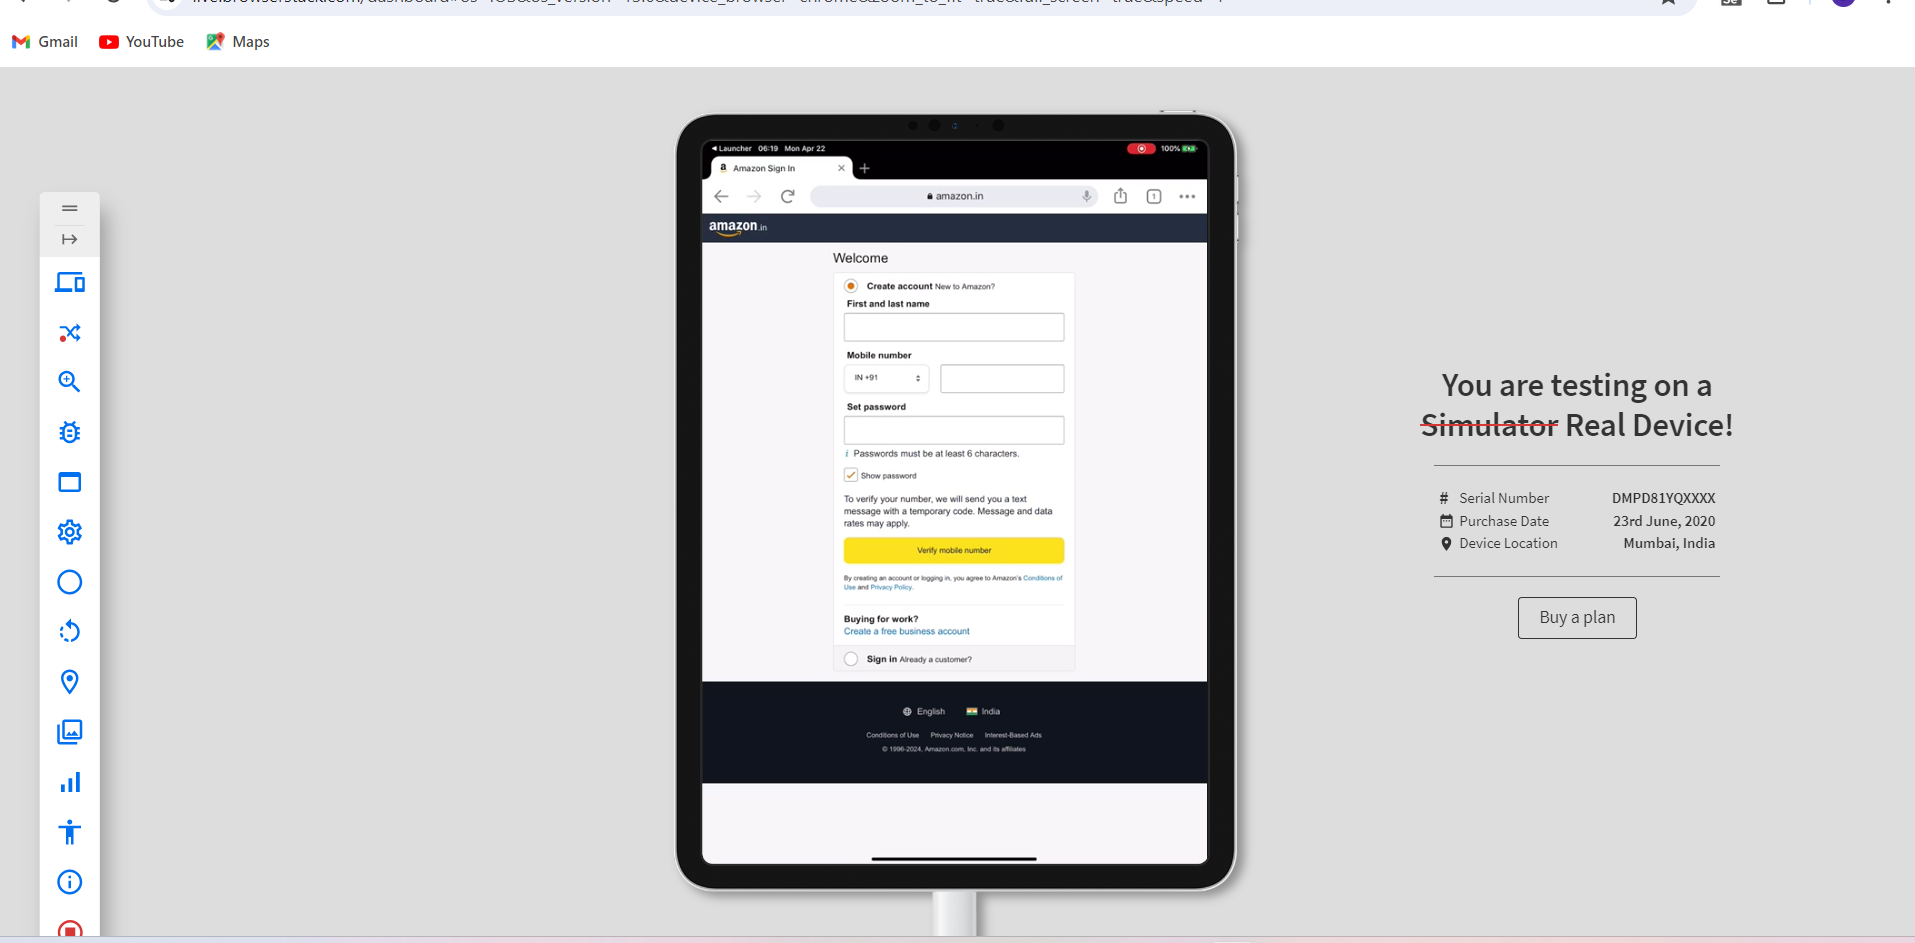 Gmail
YouTube
Maps
Launcher 06:19 Mon Apr 22
100%
a Amazon Sign In
amazon.in
1
amazon.in
Welcome
Create account New to Amazon?
First and last name
Mobile number
IN +91
Set password
i Passwords must be at least 6 characters.
Show password
To verify your number, we will send you a text
message with a temporary code. Message and data
rates may apply.
Verify mobile number
By creating an account or logging in, you agree to Amazon's Conditions of
Use and Privacy Policy.
Buying for work?
Create a free business account
Sign in Already a customer?
English
India
Conditions of Use Privacy Notice Interest-Based Ads
© 1996-2024, Amazon.com, Inc. and its affiliates
You are testing on a
Simulator Real Device!
# Serial Number DMPD81YQXXXX
Purchase Date 23rd June, 2020
Device Location Mumbai, India
Buy a plan